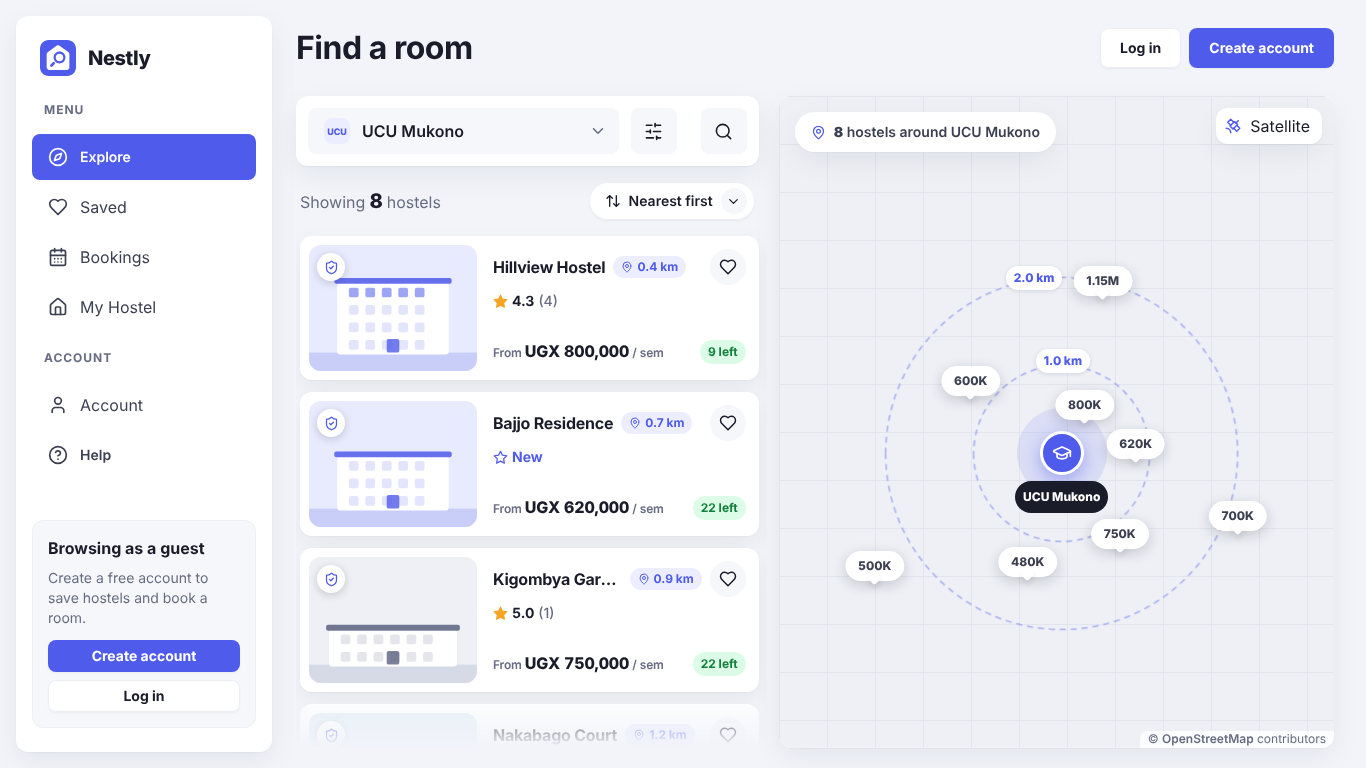 Nestly
MENU
Explore
Saved
Bookings
My Hostel
ACCOUNT
Account
Help
Browsing as a guest
Create a free account to
save hostels and book a
room.
Create account
Log in
Find a room
Log in
Create account
UCU
UCU Mukono
Showing 8 hostels
Nearest first
Hillview Hostel
0.4 km
4.3 (4)
From UGX 800,000 / sem
9 left
Bajjo Residence
0.7 km
New
From UGX 620,000 / sem
22 left
Kigombya Gar...
0.9 km
5.0 (1)
From UGX 750,000 / sem
22 left
Nakabago Court
1.2 km
8 hostels around UCU Mukono
Satellite
2.0 km
1.15M
1.0 km
600K
800K
620K
UCU Mukono
700K
750K
480K
500K
© OpenStreetMap contributors